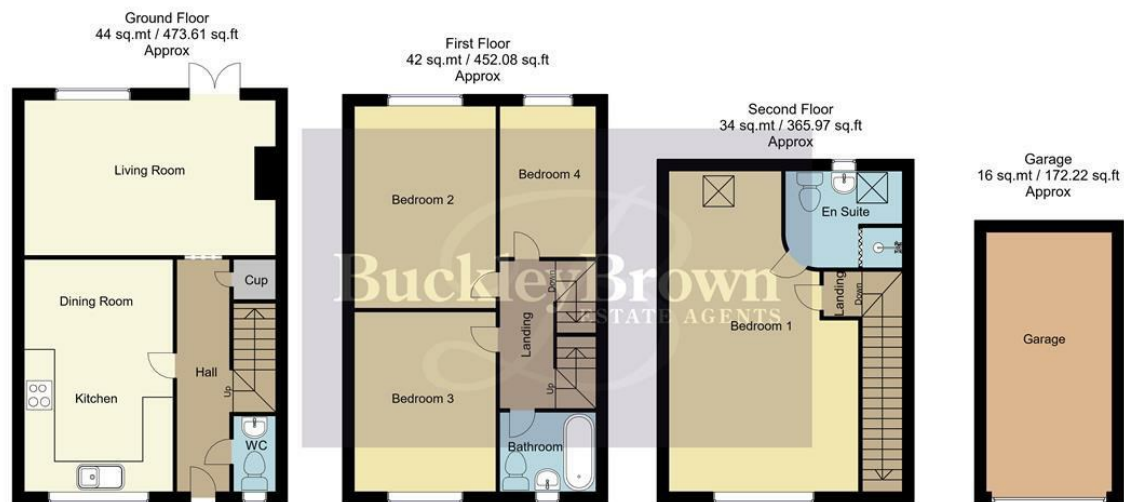 Ground Floor
44 sq.mt / 473.61 sq.ft
Approx
Living Room
Dining Room
Cup
Hall
Up
Kitchen
WC
First Floor
42 sq.mt / 452.08 sq.ft
Approx
Bedroom 2
Bedroom 4
Down
Landing
Up
Bedroom 3
Bathroom
Second Floor
34 sq.mt / 365.97 sq.ft
Approx
En Suite
Landing
Down
Bedroom 1
Garage
16 sq.mt / 172.22 sq.ft
Approx
Garage
B
BuckleyBrown
ESTATE AGENTS